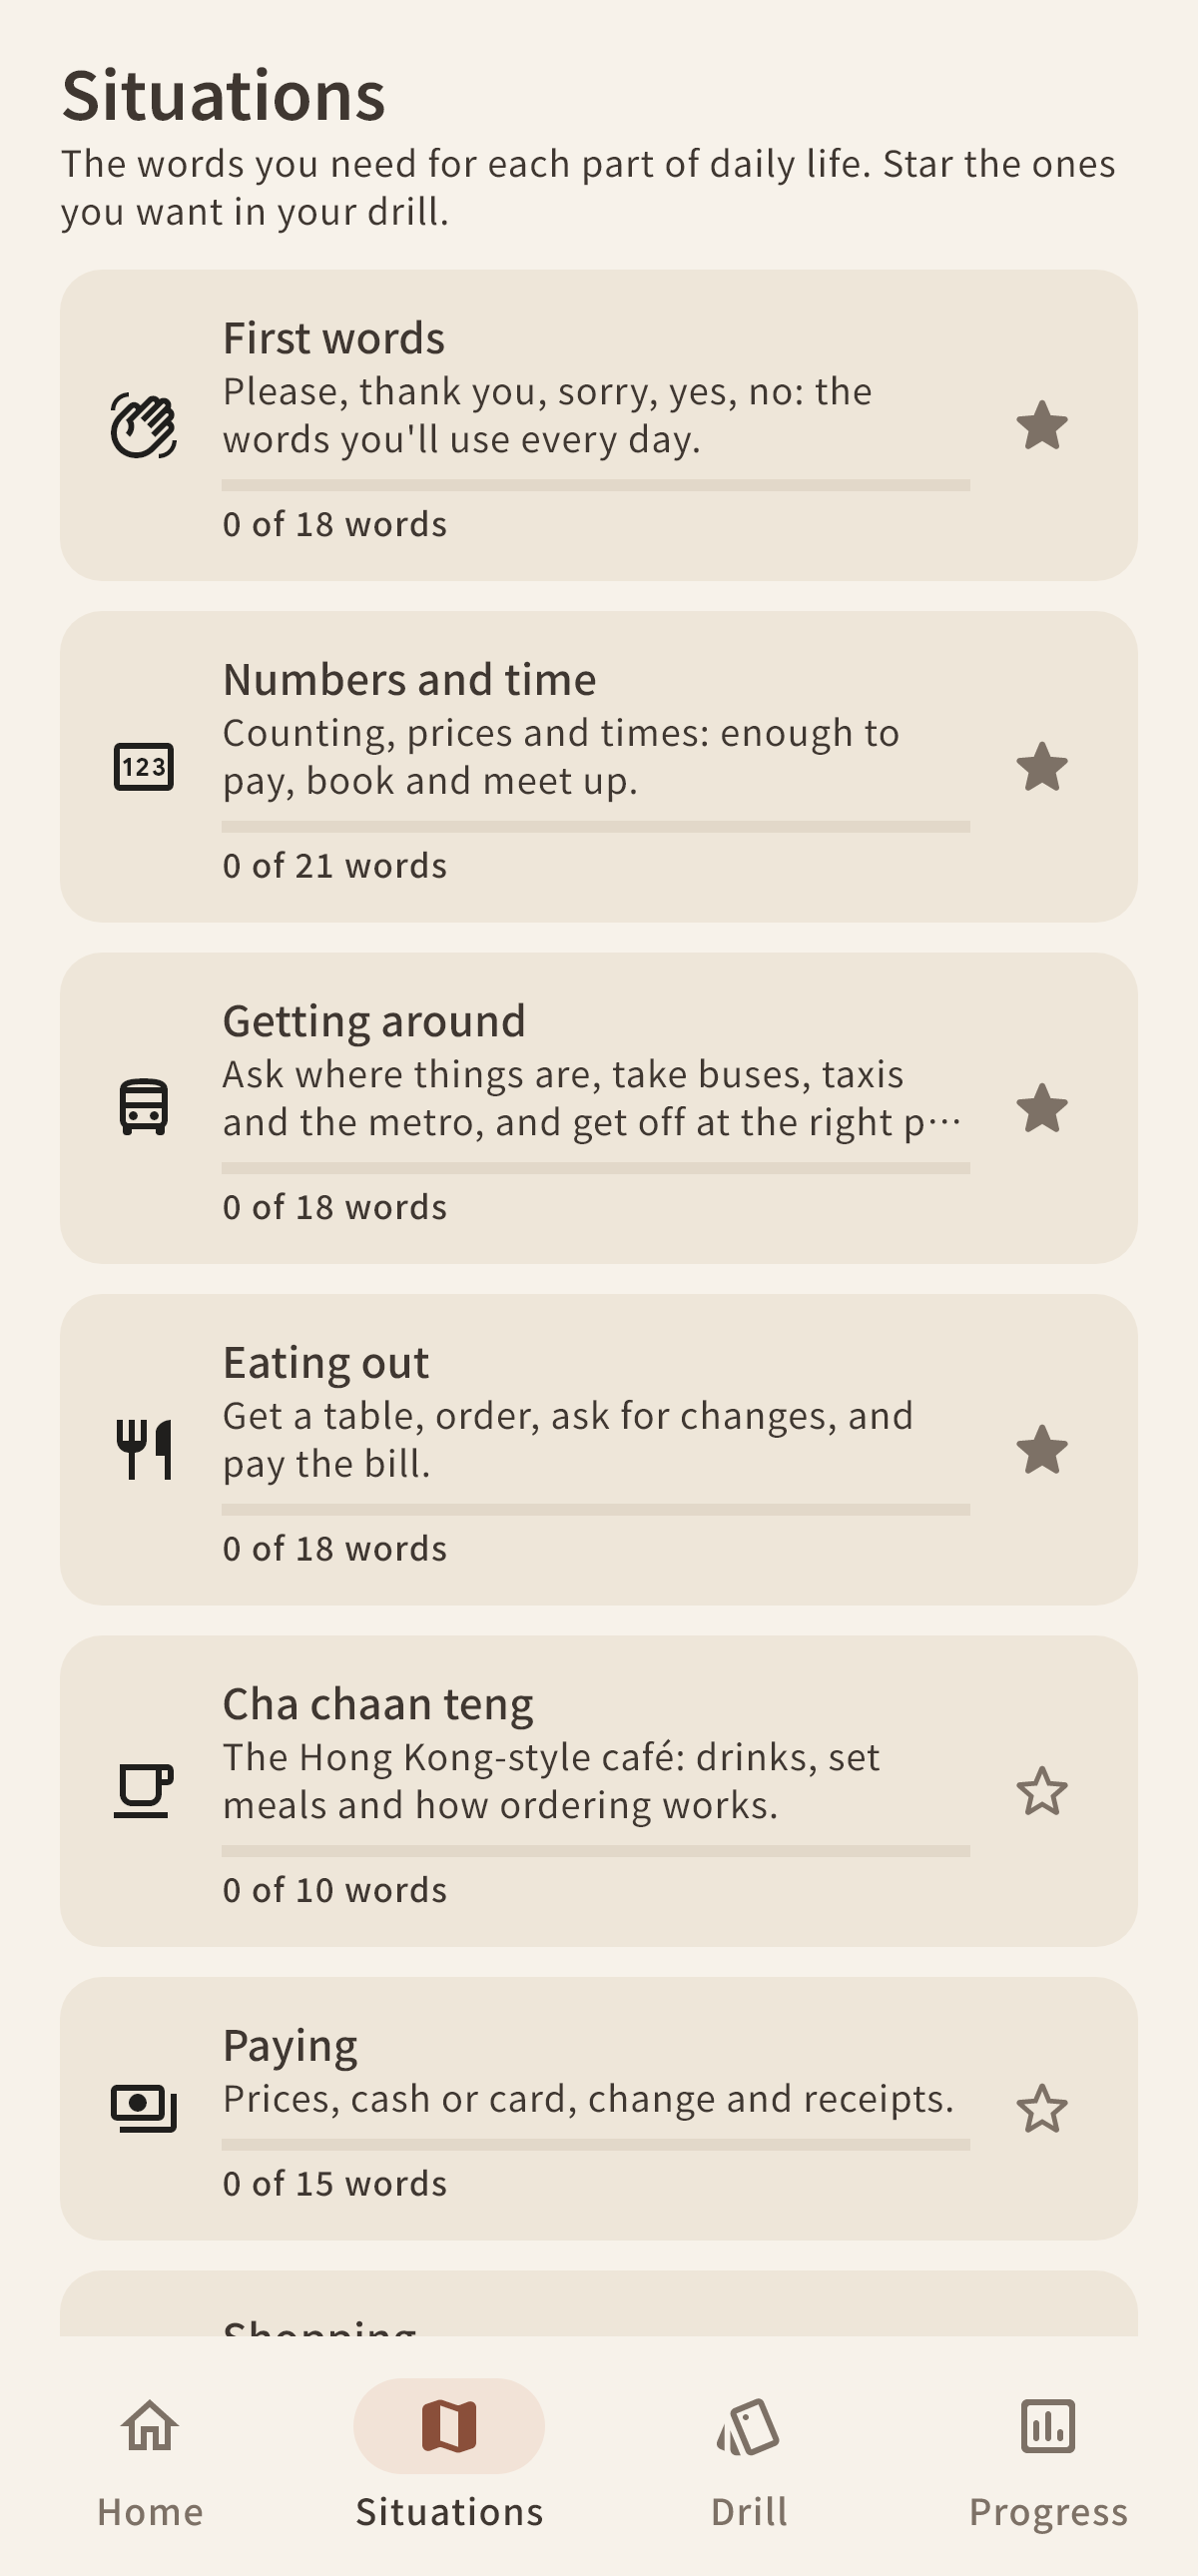 Situations
The words you need for each part of daily life. Star the ones
you want in your drill.
First words
Please, thank you, sorry, yes, no: the
words you'll use every day.
0 of 18 words
123
Numbers and time
Counting, prices and times: enough to
pay, book and meet up.
0 of 21 words
Getting around
Ask where things are, take buses, taxis
and the metro, and get off at the right p…
0 of 18 words
Eating out
Get a table, order, ask for changes, and
pay the bill.
0 of 18 words
Cha chaan teng
The Hong Kong-style café: drinks, set
meals and how ordering works.
0 of 10 words
Paying
Prices, cash or card, change and receipts.
0 of 15 words
Shopping
Home
Situations
Drill
Progress